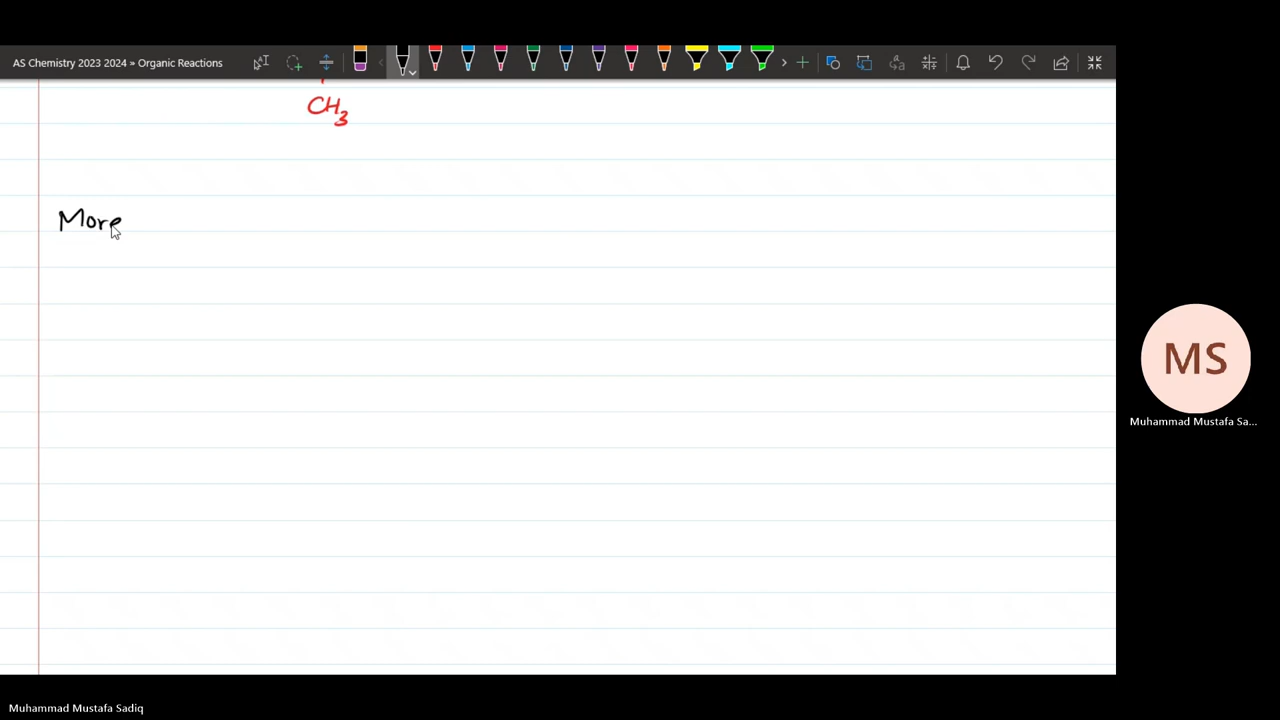 AS Chemistry 2023 2024 » Organic Reactions
CH3
More
MS
Muhammad Mustafa Sa...
Muhammad Mustafa Sadiq